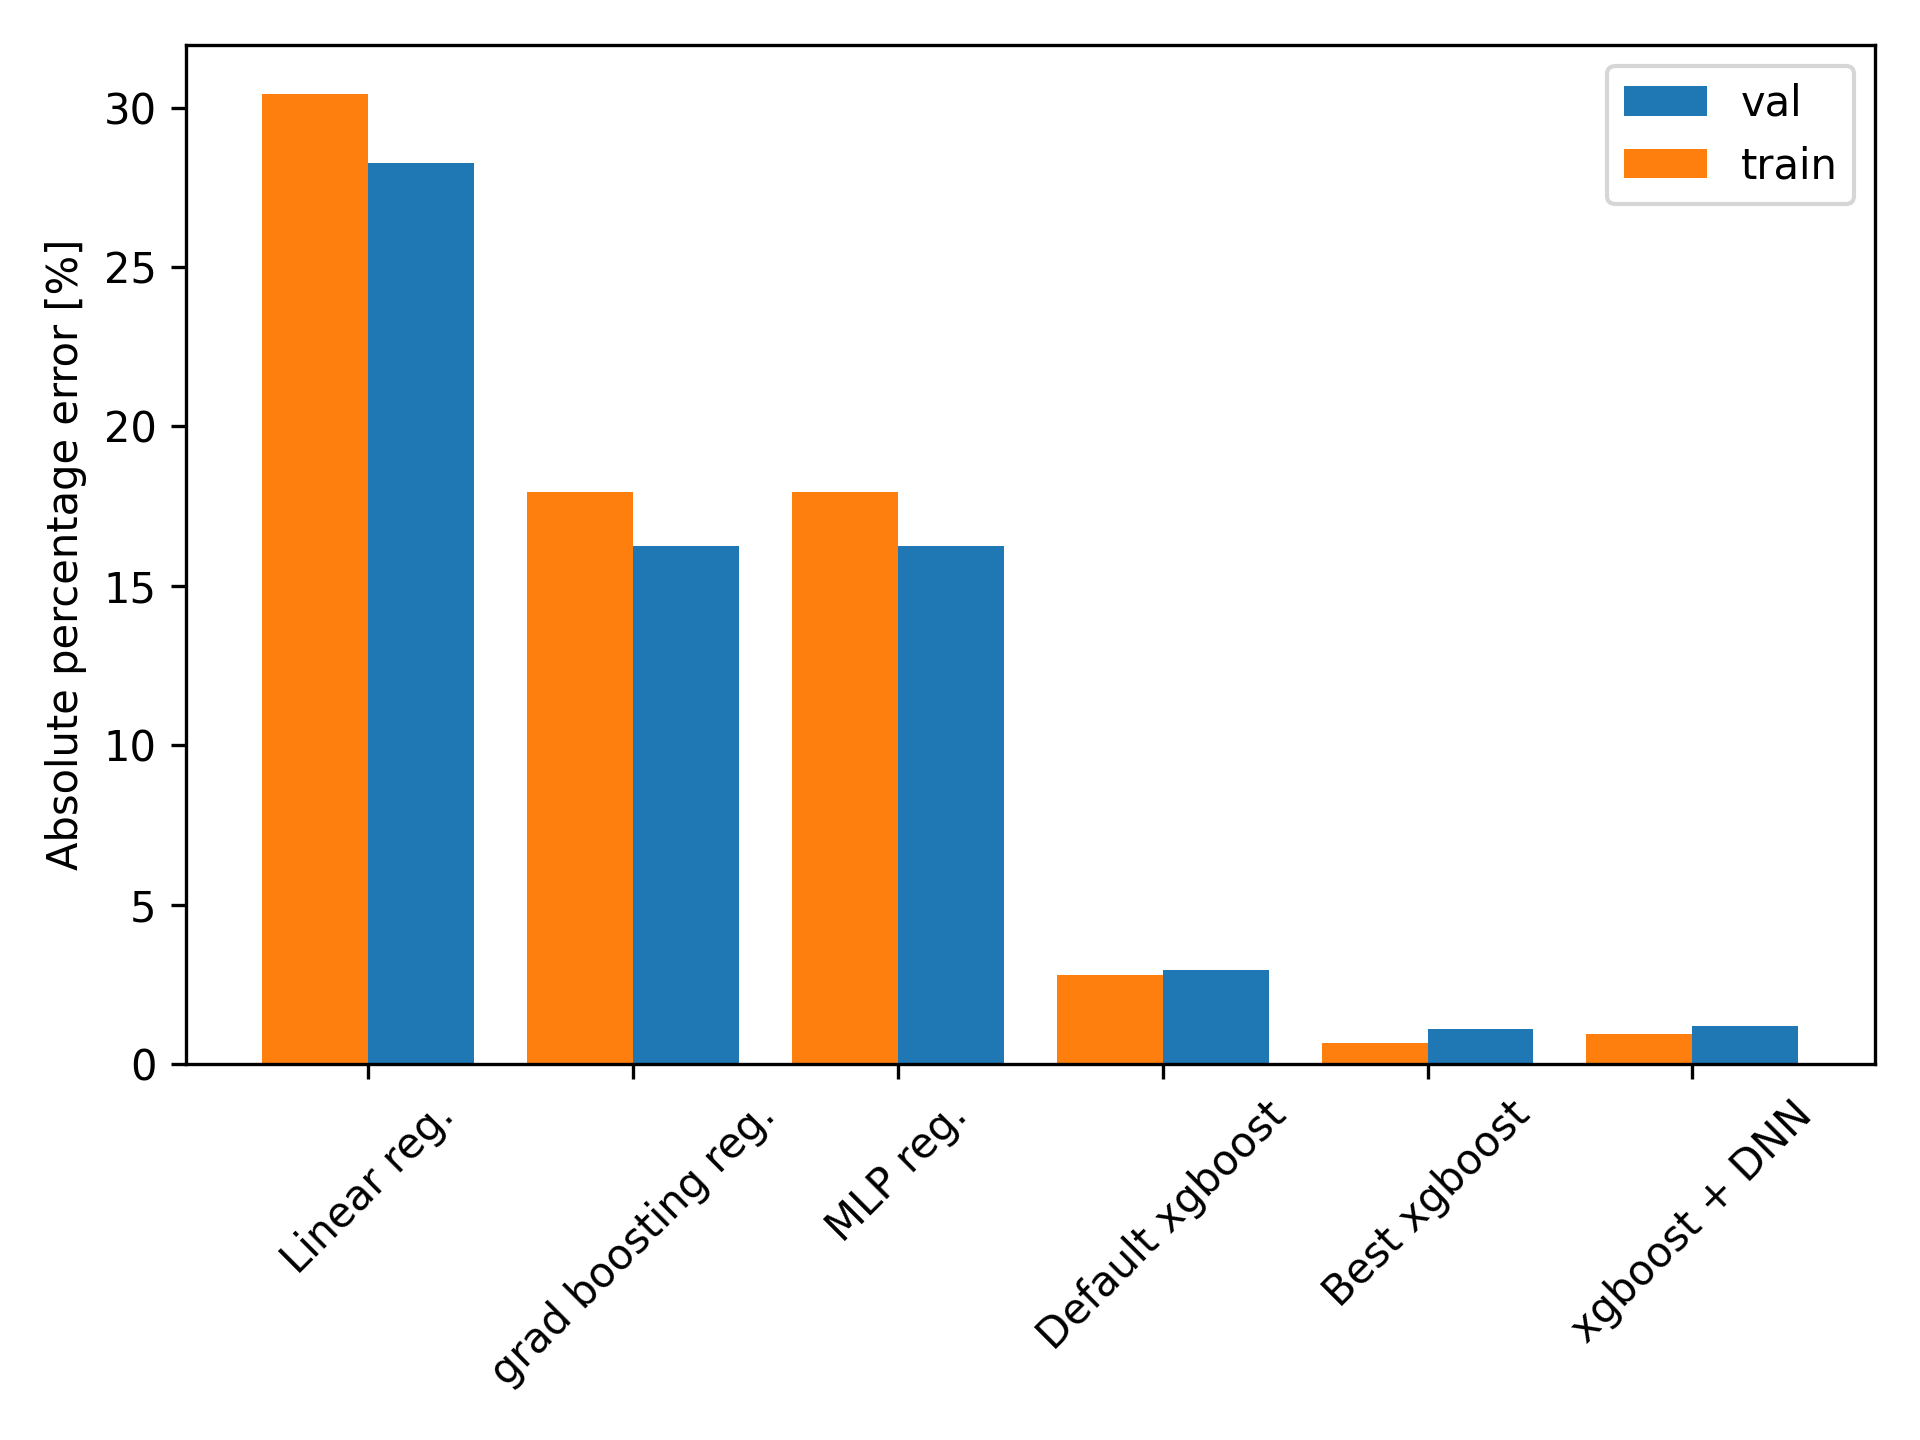 val
train
Absolute percentage error [%]
30
25
20
15
10
5
0
Linear reg.
grad boosting reg.
MLP reg.
Default xgboost
Best xgboost
xgboost + DNN